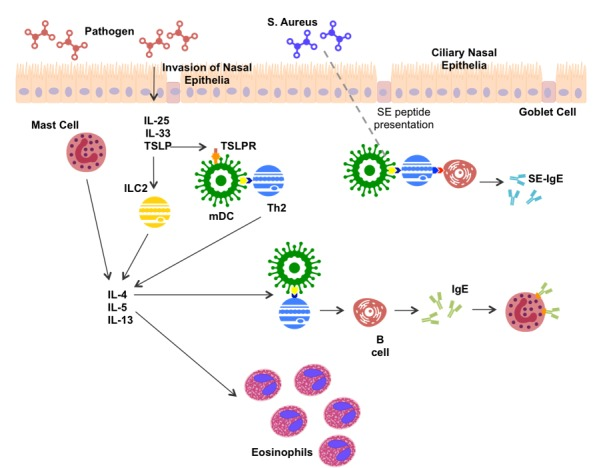 Pathogen
S. Aureus
Invasion of Nasal
Epithelia
Ciliary Nasal
Epithelia
SE peptide
presentation
Goblet Cell
Mast Cell
IL-25
IL-33
TSLP
TSLPR
ILC2
mDC
Th2
SE-IgE
IL-4
IL-5
IL-13
B
cell
IgE
Eosinophils